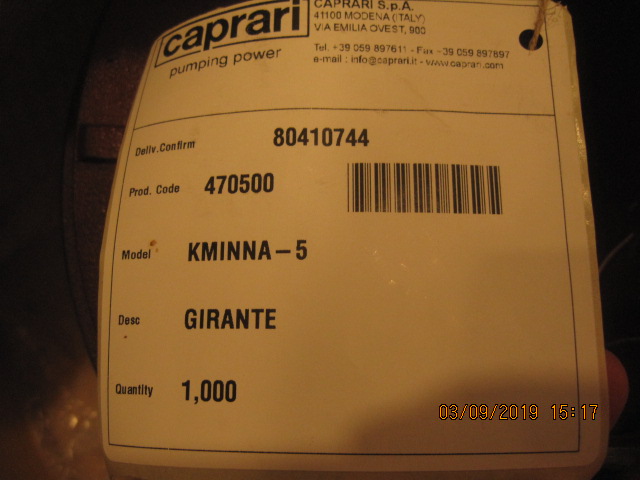 caprari
pumping power
CAPRARI S.p.A.
41100 MODENA (ITALY)
VIA EMILIA OVEST, 900
Tel. +39 059 897611 - Fax +39 059 897897
e-mail : info@caprari.it - www.caprari.com
Deliv.Confirm 80410744
Prod. Code 470500
Model KMINNA-5
Desc GIRANTE
Quantity 1,000
03/09/2019 15:17